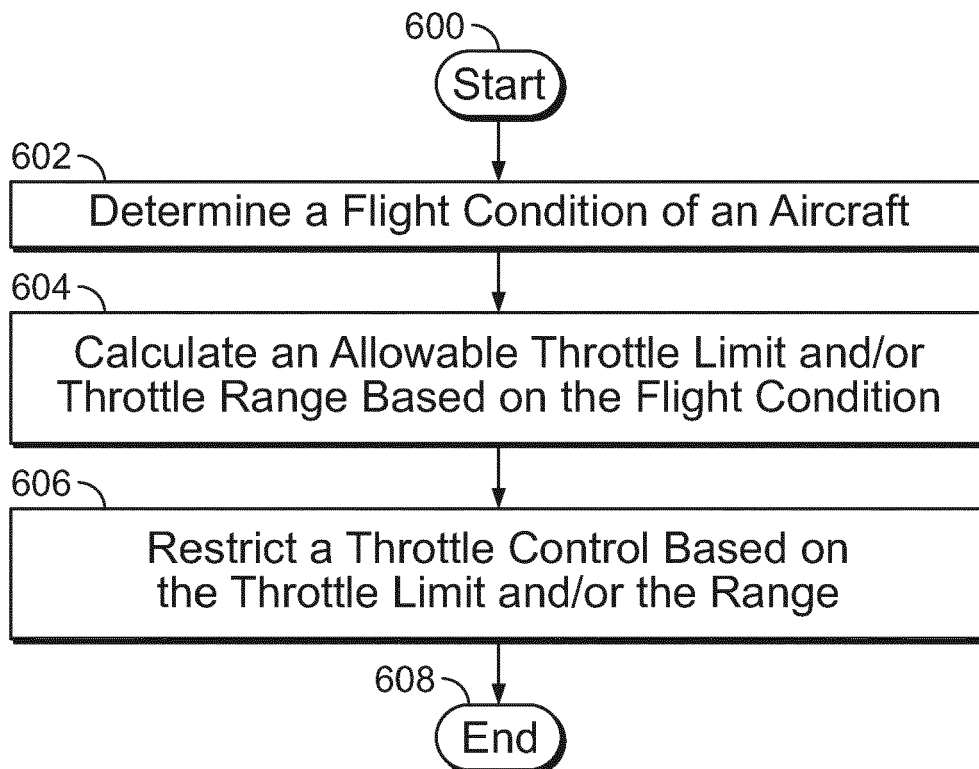 600
Start
602
Determine a Flight Condition of an Aircraft
604
Calculate an Allowable Throttle Limit and/or
Throttle Range Based on the Flight Condition
606
Restrict a Throttle Control Based on
the Throttle Limit and/or the Range
608
End